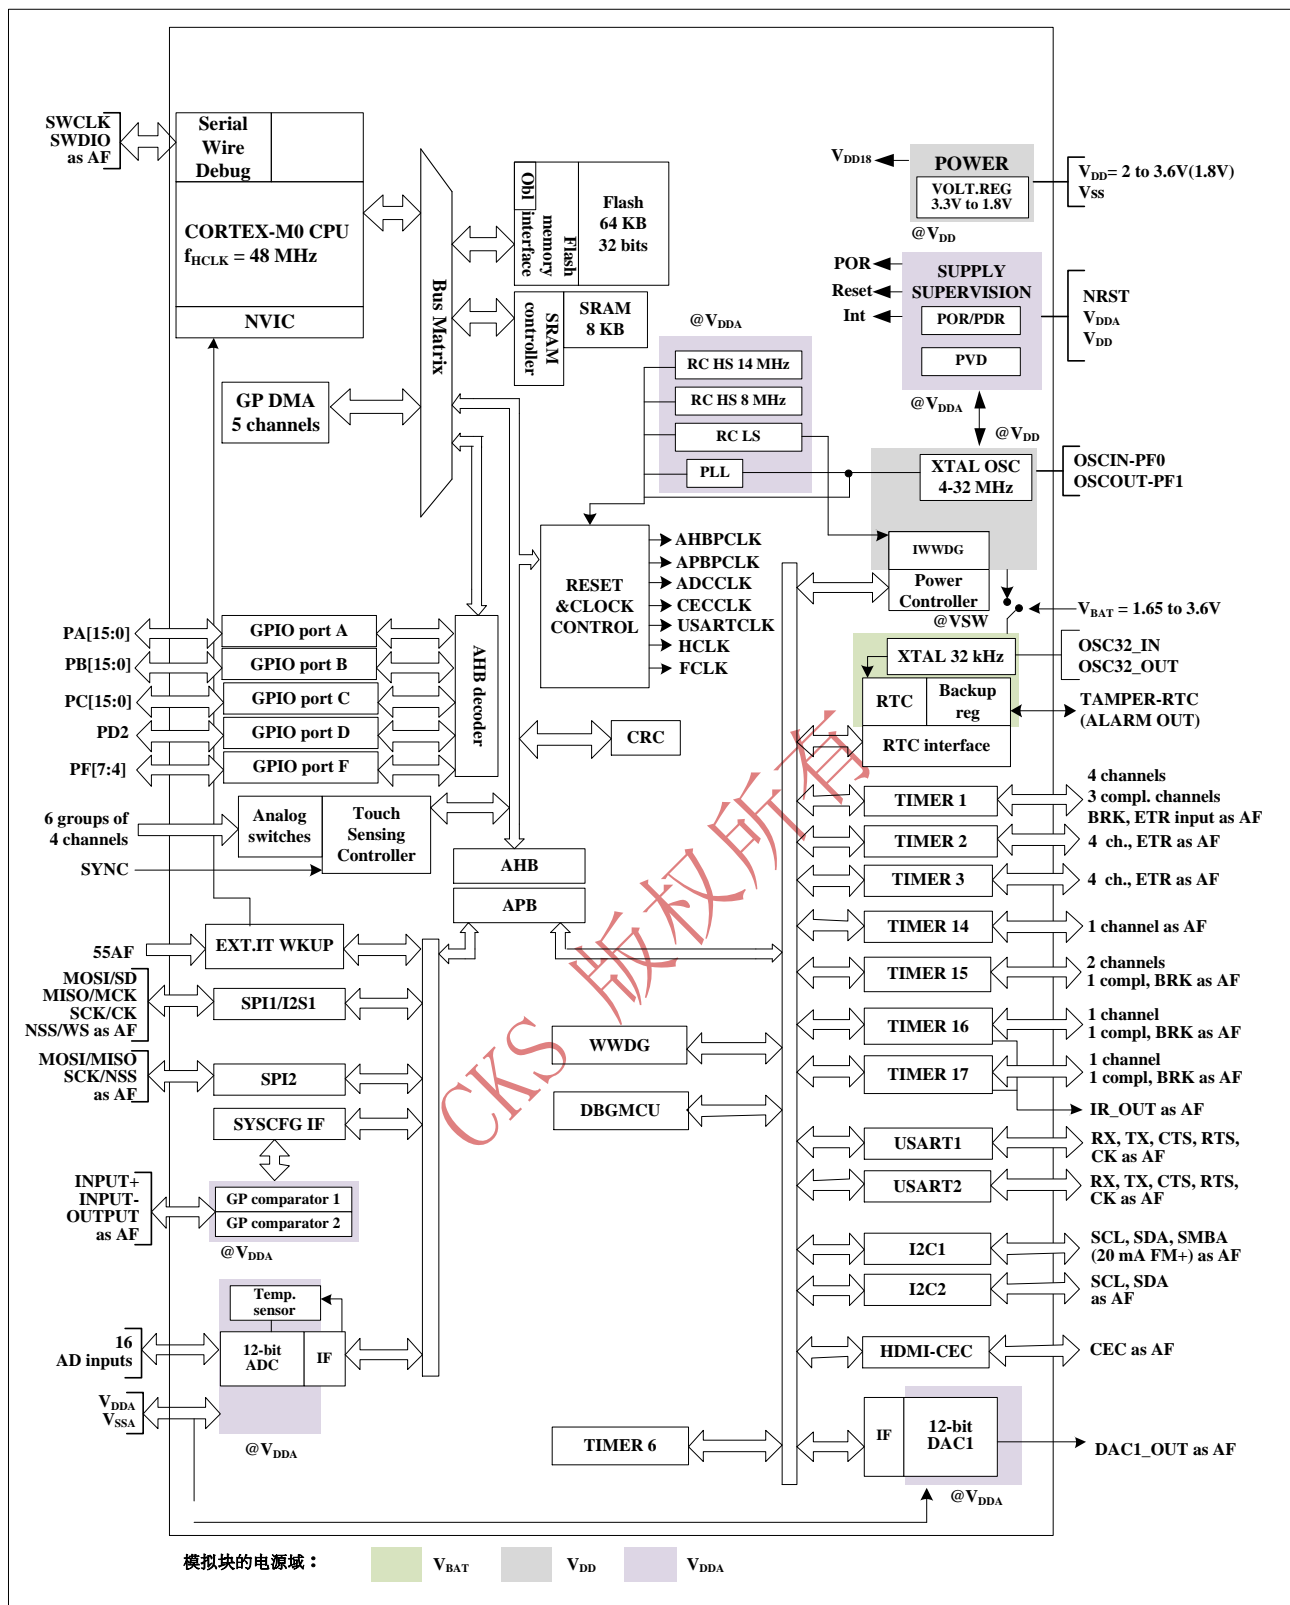 SWCLK
SWDIO
as AF
Serial
Wire
Debug
CORTEX-M0 CPU
fHCLK = 48 MHz
NVIC
GP DMA
5 channels
Bus Matrix
Obl
Flash
memory
interface
Flash
64 KB
32 bits
SRAM
controller
SRAM
8 KB
VDD18
POWER
VOLT.REG
3.3V to 1.8V
@VDD
VDD= 2 to 3.6V(1.8V)
Vss
POR
Reset
Int
SUPPLY
SUPERVISION
POR/PDR
PVD
@VDDA
NRST
VDDA
VDD
@VDDA
RC HS 14 MHz
RC HS 8 MHz
RC LS
PLL
@VDD
XTAL OSC
4-32 MHz
OSCIN-PF0
OSCOUT-PF1
IWWDG
Power
Controller
@VSW
VBAT = 1.65 to 3.6V
XTAL 32 kHz
OSC32_IN
OSC32_OUT
RTC
Backup
reg
RTC interface
TAMPER-RTC
(ALARM OUT)
RESET
&CLOCK
CONTROL
AHBPCLK
APBPCLK
ADCCLK
CECCLK
USARTCLK
HCLK
FCLK
PA[15:0]
GPIO port A
PB[15:0]
GPIO port B
PC[15:0]
GPIO port C
PD2
GPIO port D
PF[7:4]
GPIO port F
AHB decoder
CRC
6 groups of
4 channels
Analog
switches
Touch
Sensing
Controller
SYNC
AHB
APB
55AF
EXT.IT WKUP
MOSI/SD
MISO/MCK
SCK/CK
NSS/WS as AF
SPI1/I2S1
MOSI/MISO
SCK/NSS
as AF
SPI2
SYSCFG IF
INPUT+
INPUT-
OUTPUT
as AF
GP comparator 1
GP comparator 2
@VDDA
Temp.
sensor
16
AD inputs
12-bit
ADC
IF
VDDA
VSSA
@VDDA
WWDG
DBGMCU
TIMER 6
TIMER 1
4 channels
3 compl. channels
BRK, ETR input as AF
TIMER 2
4 ch., ETR as AF
TIMER 3
4 ch., ETR as AF
TIMER 14
1 channel as AF
TIMER 15
2 channels
1 compl, BRK as AF
TIMER 16
1 channel
1 compl, BRK as AF
TIMER 17
1 channel
1 compl, BRK as AF
IR_OUT as AF
USART1
RX, TX, CTS, RTS,
CK as AF
USART2
RX, TX, CTS, RTS,
CK as AF
I2C1
SCL, SDA, SMBA
(20 mA FM+) as AF
I2C2
SCL, SDA
as AF
HDMI-CEC
CEC as AF
IF
12-bit
DAC1
DAC1_OUT as AF
@VDDA
CKS 版权所有
模拟块的电源域：
VBAT
VDD
VDDA